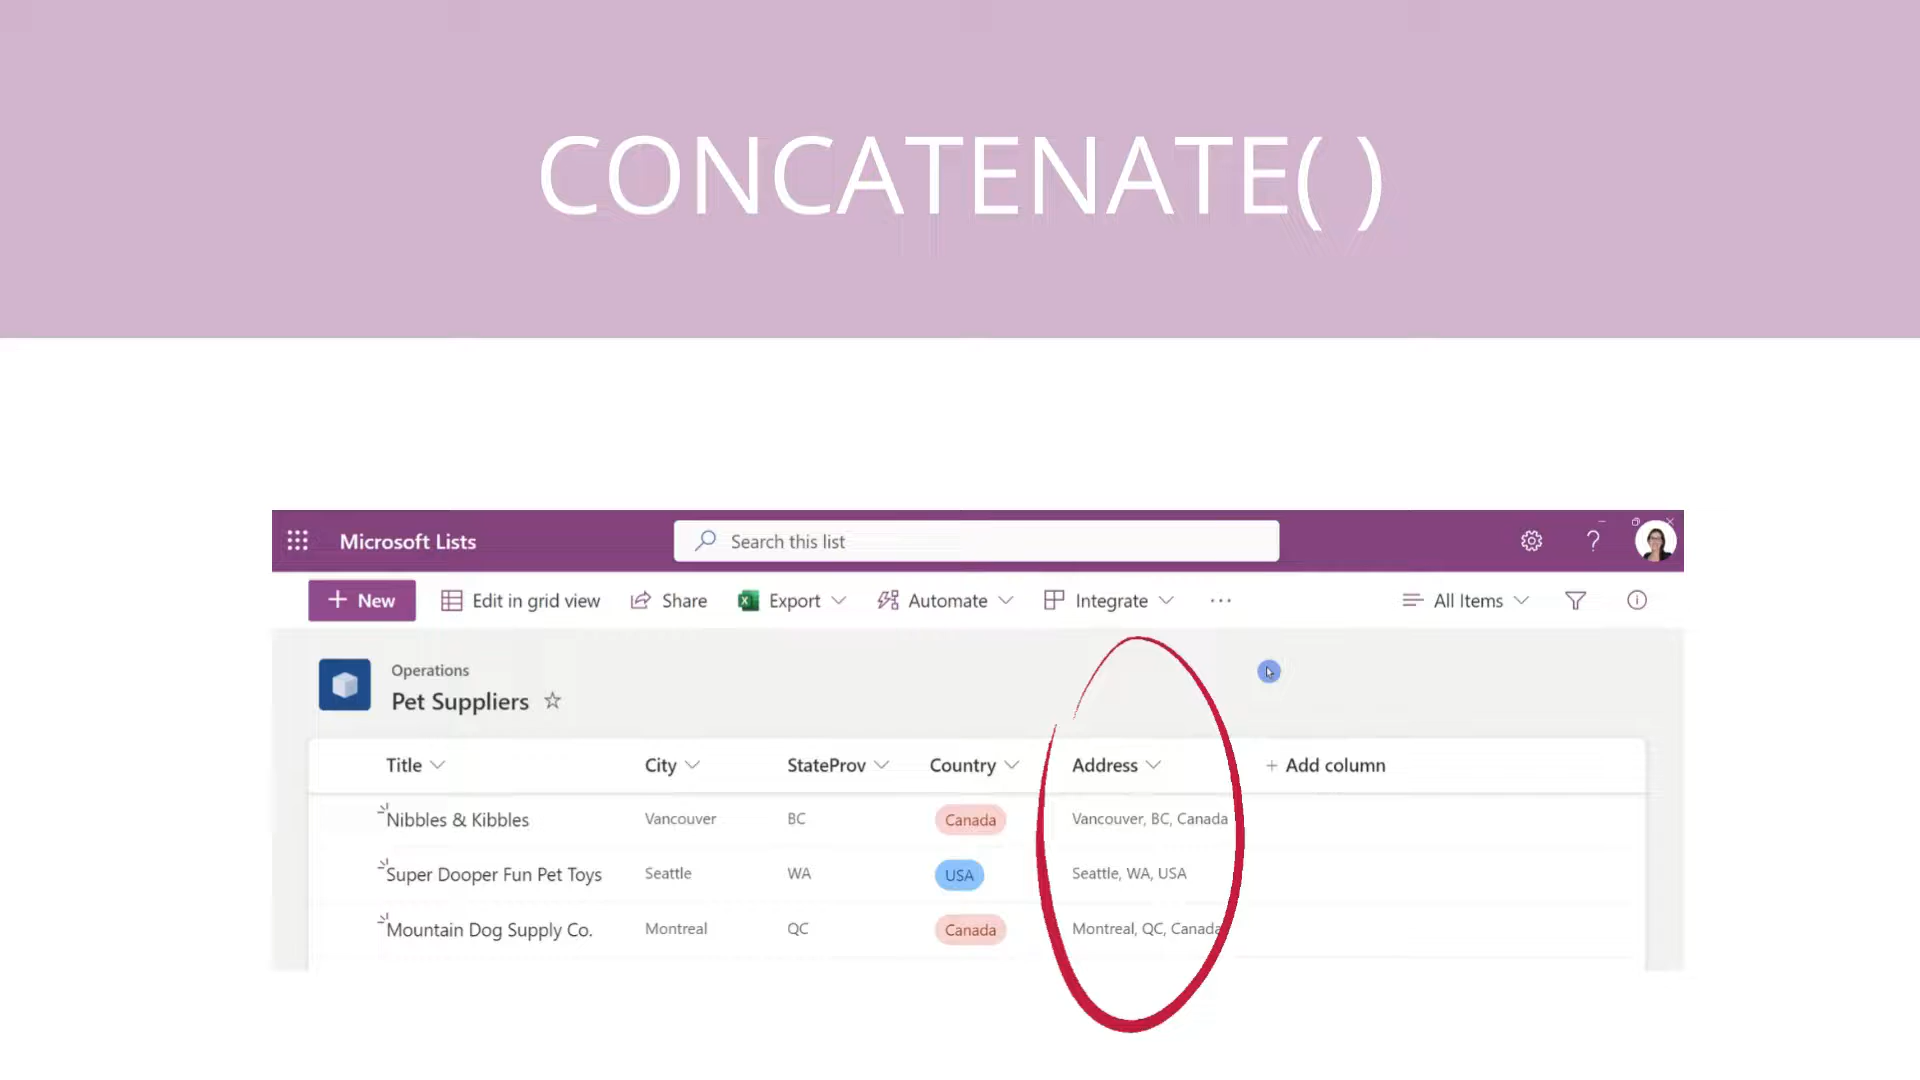 CONCATENATE( )
Microsoft Lists
Search this list
?
+ New
Edit in grid view
Share
Export
Automate
Integrate
...
All Items
Operations
Pet Suppliers
Title
City
StateProv
Country
Address
+ Add column
Nibbles & Kibbles
Vancouver
BC
Canada
Vancouver, BC, Canada
Super Dooper Fun Pet Toys
Seattle
WA
USA
Seattle, WA, USA
Mountain Dog Supply Co.
Montreal
QC
Canada
Montreal, QC, Canada